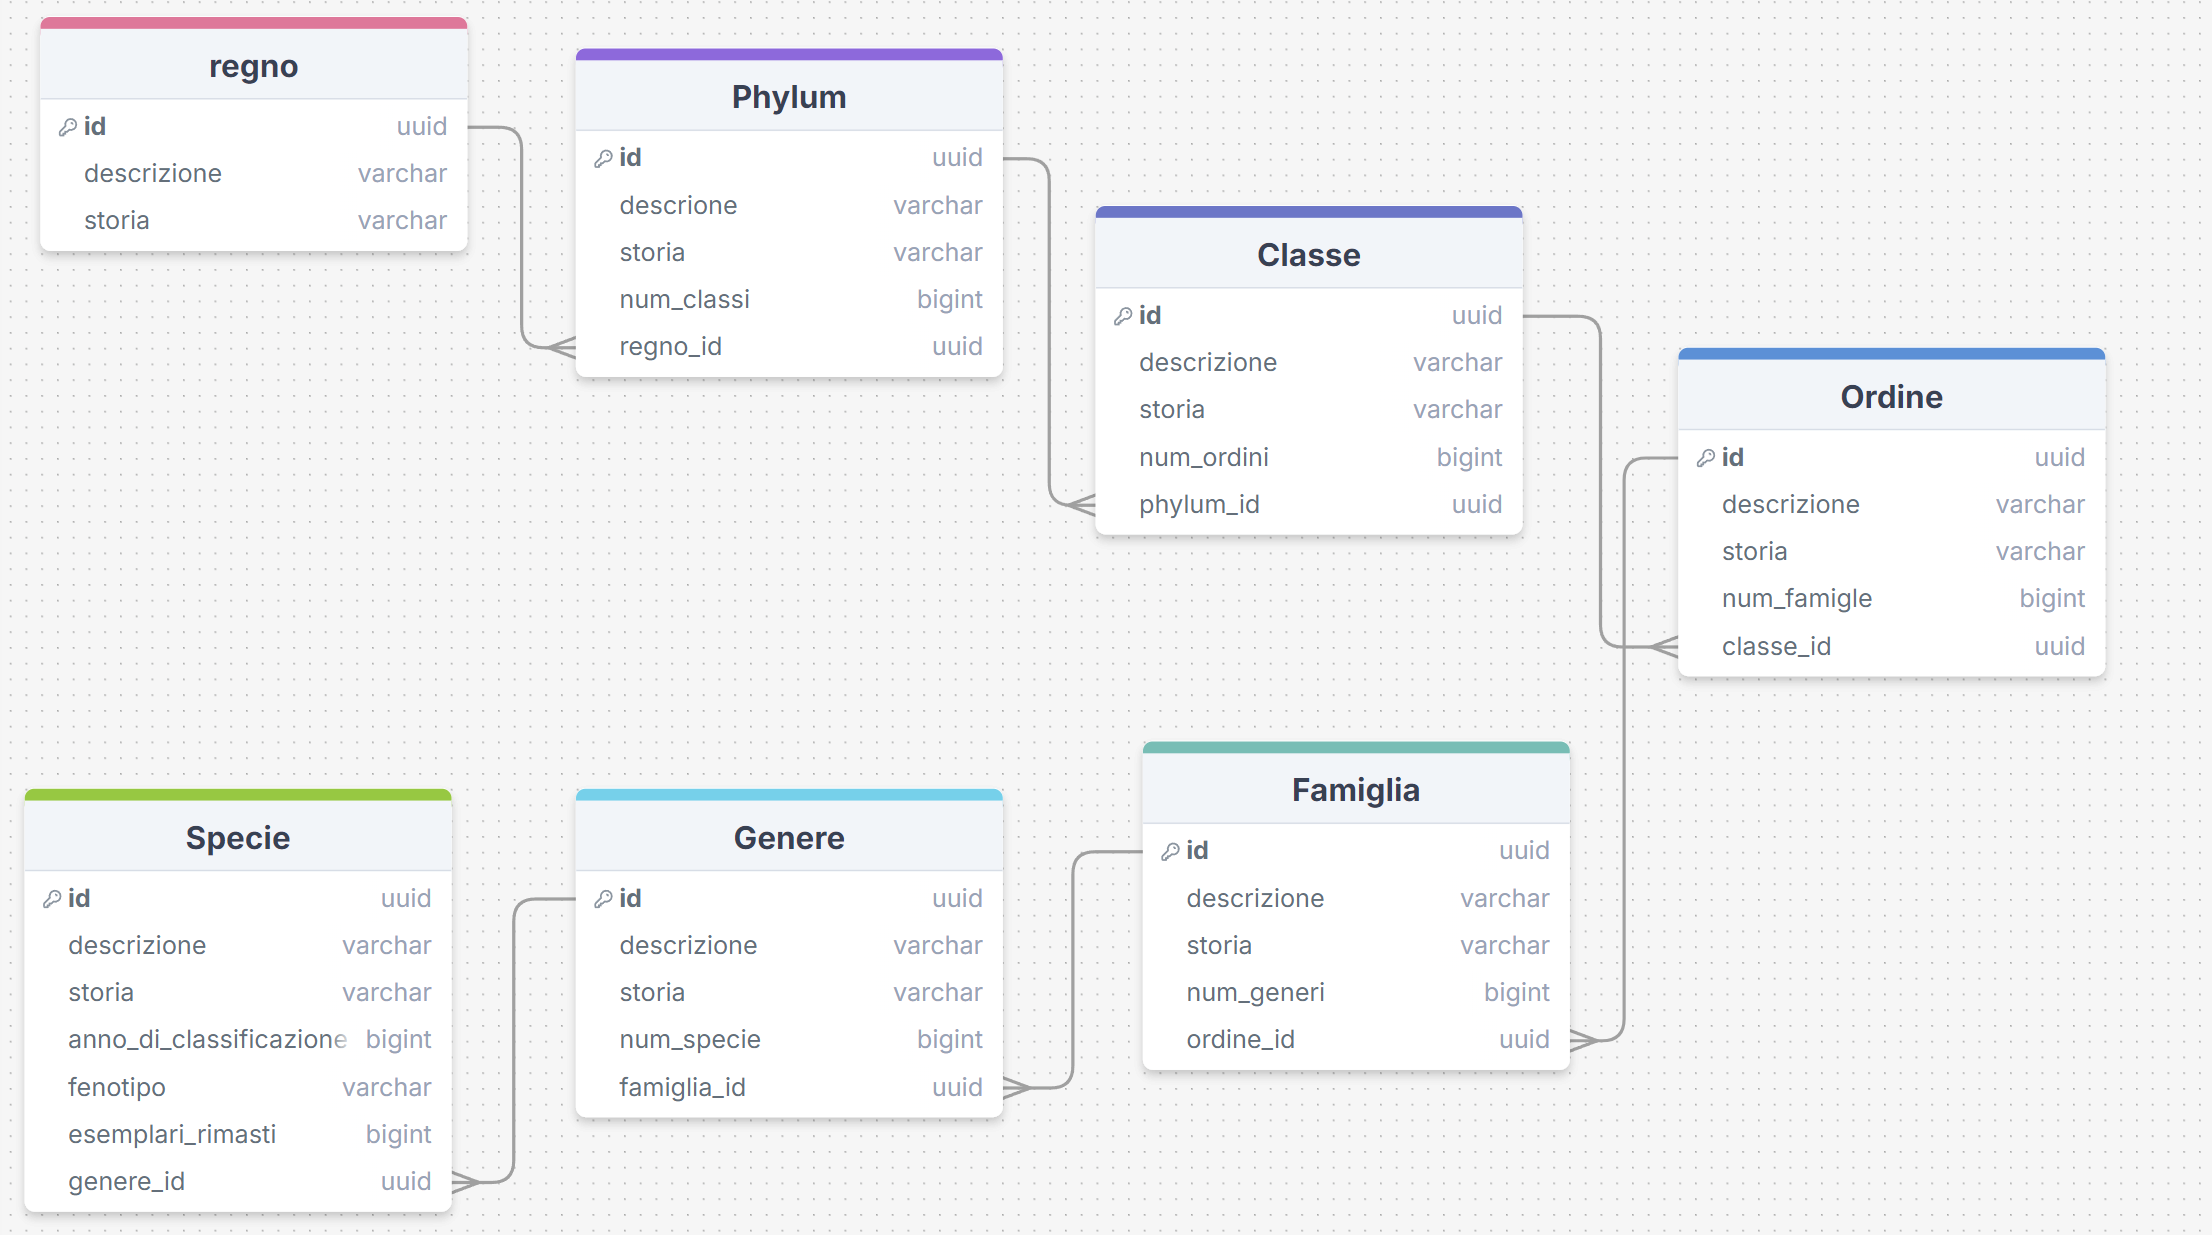 regno
id uuid
descrizione varchar
storia varchar
Phylum
id uuid
descrione varchar
storia varchar
num_classi bigint
regno_id uuid
Classe
id uuid
descrizione varchar
storia varchar
num_ordini bigint
phylum_id uuid
Ordine
id uuid
descrizione varchar
storia varchar
num_famigle bigint
classe_id uuid
Specie
id uuid
descrizione varchar
storia varchar
anno_di_classificazione bigint
fenotipo varchar
esemplari_rimasti bigint
genere_id uuid
Genere
id uuid
descrizione varchar
storia varchar
num_specie bigint
famiglia_id uuid
Famiglia
id uuid
descrizione varchar
storia varchar
num_generi bigint
ordine_id uuid